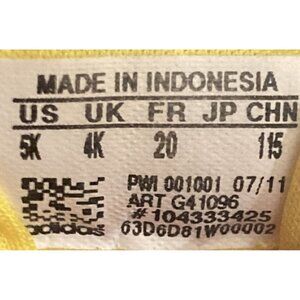 MADE IN INDONESIA
US UK FR JP CHN
5K 4K 20 115
PWI 001001 07/11
ART G41096
# 104333425
adidas 63D6D81W00002